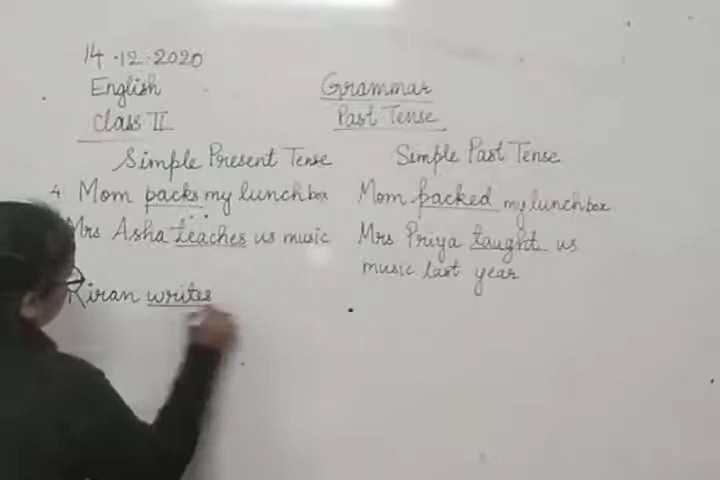 14.12.2020
English
Grammar
Class II
Past Tense
Simple Present Tense
Simple Past Tense
4. Mom packs my lunchbox
Mom packed my lunchbox
Mrs Asha teaches us music
Mrs Priya taught us
music last year
Kiran writes